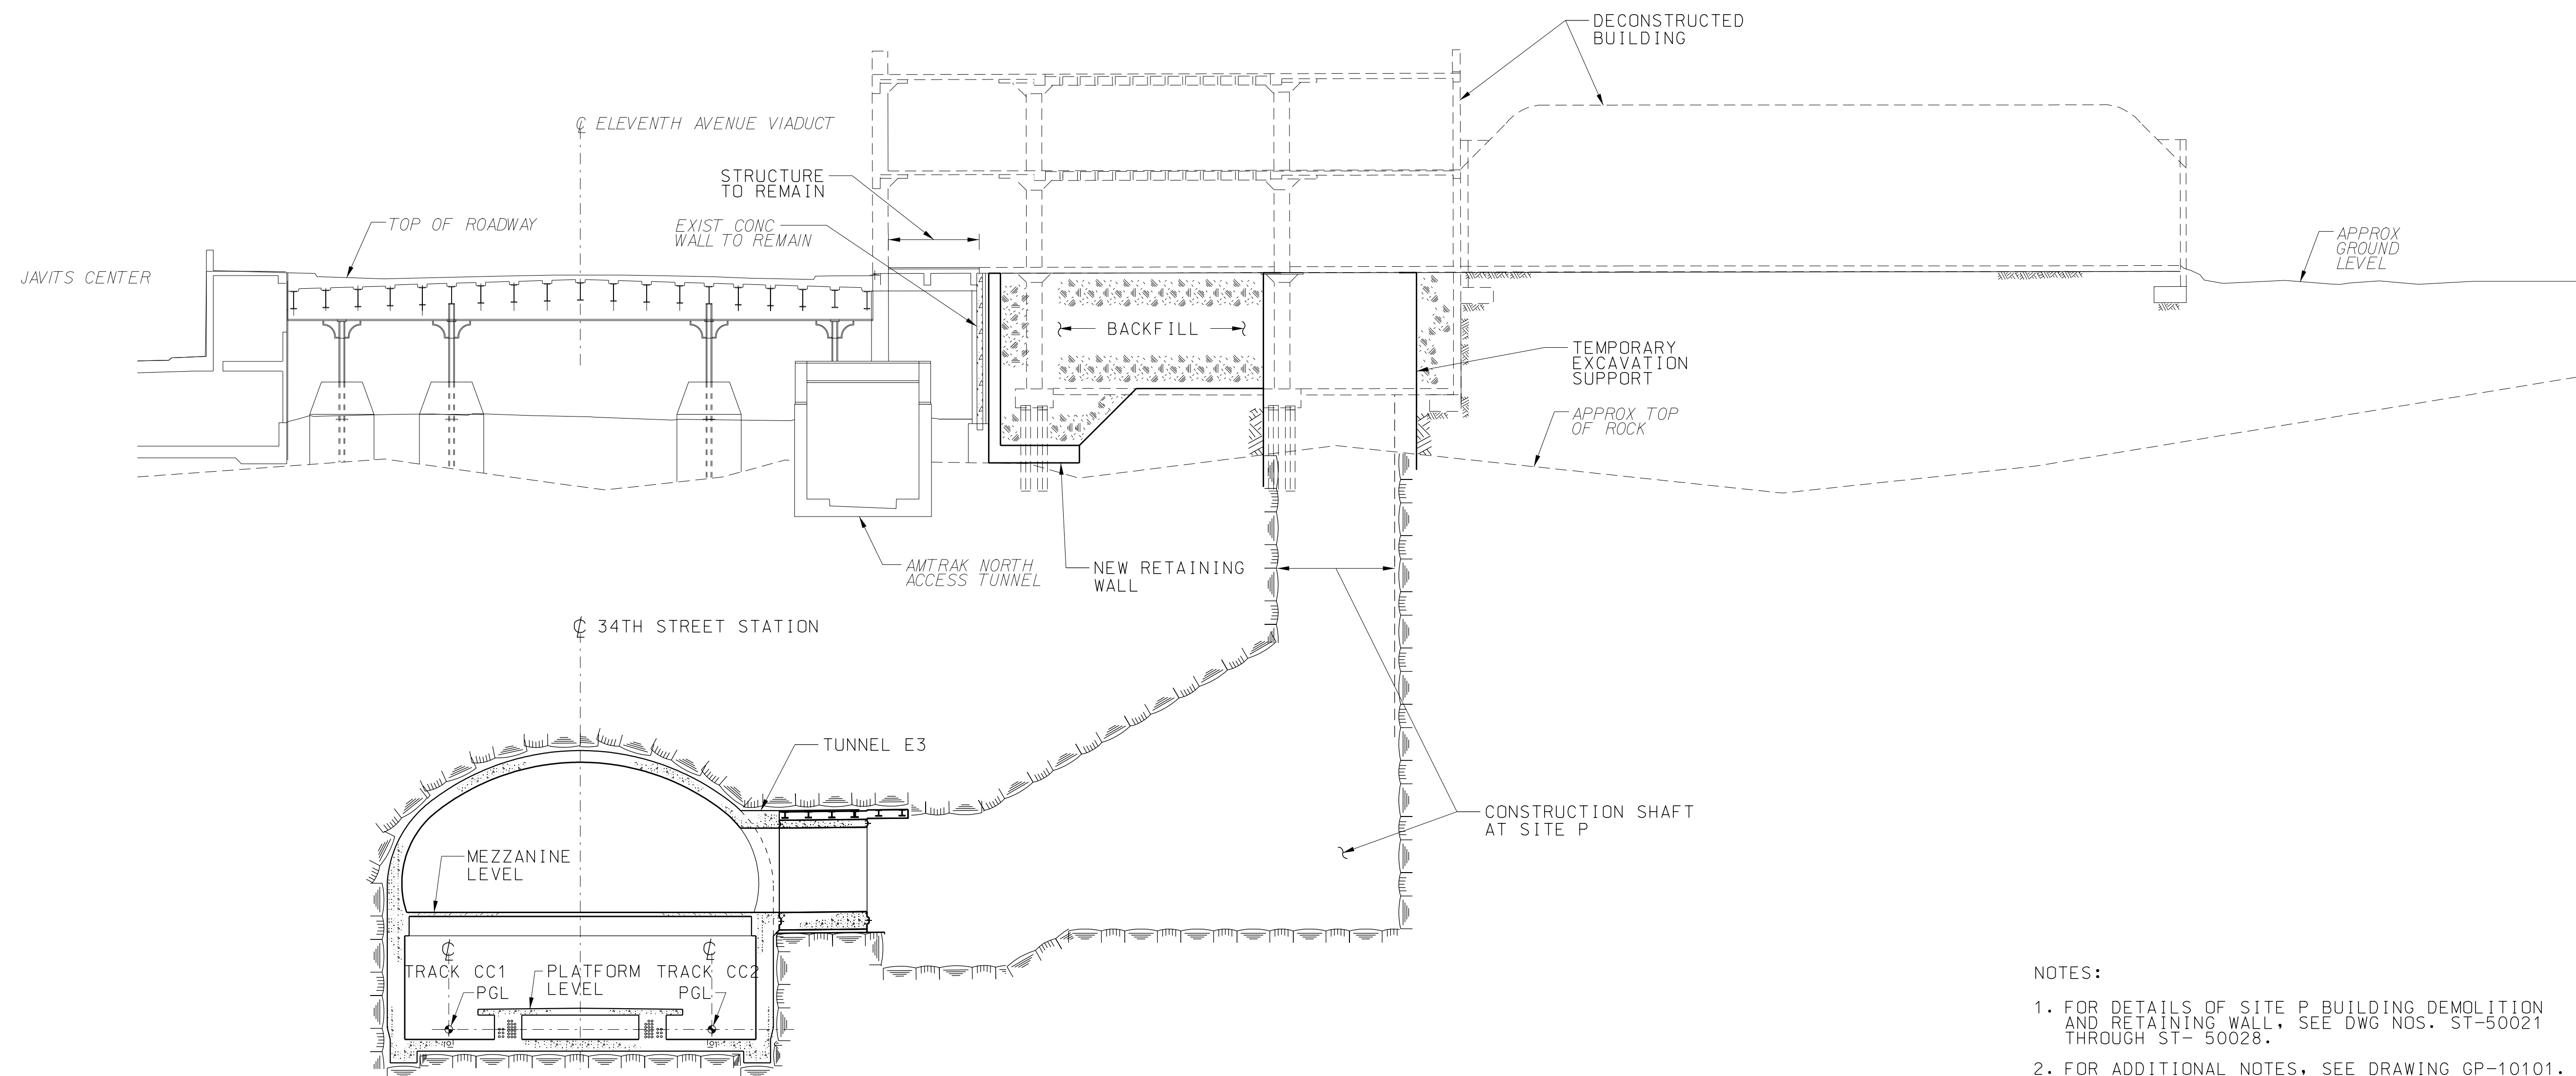 DECONSTRUCTED
BUILDING
℄ ELEVENTH AVENUE VIADUCT
STRUCTURE
TO REMAIN
TOP OF ROADWAY
EXIST CONC
WALL TO REMAIN
APPROX
GROUND
LEVEL
JAVITS CENTER
BACKFILL
TEMPORARY
EXCAVATION
SUPPORT
APPROX TOP
OF ROCK
AMTRAK NORTH
ACCESS TUNNEL
NEW RETAINING
WALL
℄ 34TH STREET STATION
TUNNEL E3
CONSTRUCTION SHAFT
AT SITE P
MEZZANINE
LEVEL
℄
TRACK CC1
PGL
PLATFORM
LEVEL
℄
TRACK CC2
PGL
NOTES:
1. FOR DETAILS OF SITE P BUILDING DEMOLITION
AND RETAINING WALL, SEE DWG NOS. ST-50021
THROUGH ST- 50028.
2. FOR ADDITIONAL NOTES, SEE DRAWING GP-10101.